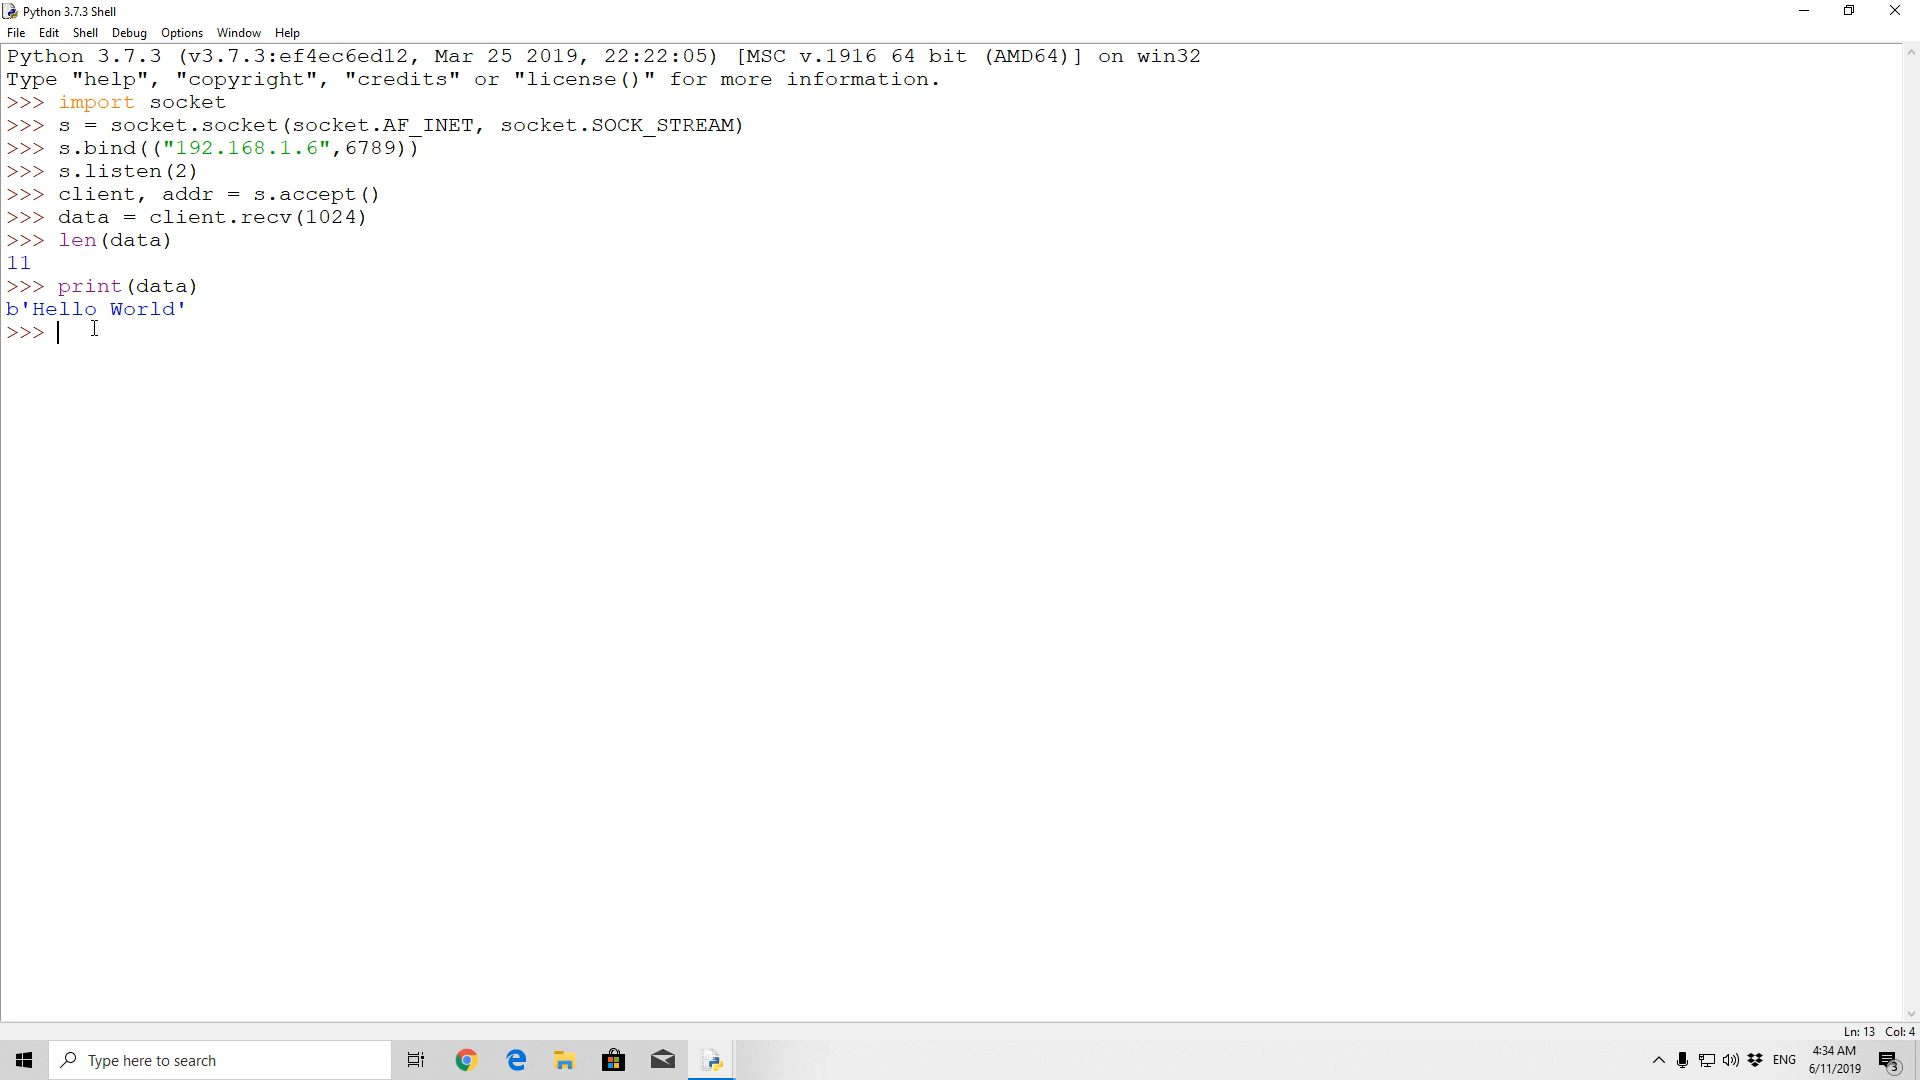 Python 3.7.3 Shell
File Edit Shell Debug Options Window Help
Python 3.7.3 (v3.7.3:ef4ec6ed12, Mar 25 2019, 22:22:05) [MSC v.1916 64 bit (AMD64)] on win32
Type "help", "copyright", "credits" or "license()" for more information.
>>> import socket
>>> s = socket.socket(socket.AF_INET, socket.SOCK_STREAM)
>>> s.bind(("192.168.1.6",6789))
>>> s.listen(2)
>>> client, addr = s.accept()
>>> data = client.recv(1024)
>>> len(data)
11
>>> print(data)
b'Hello World'
>>>
Ln: 13 Col: 4
Type here to search
ENG
4:34 AM
6/11/2019
3